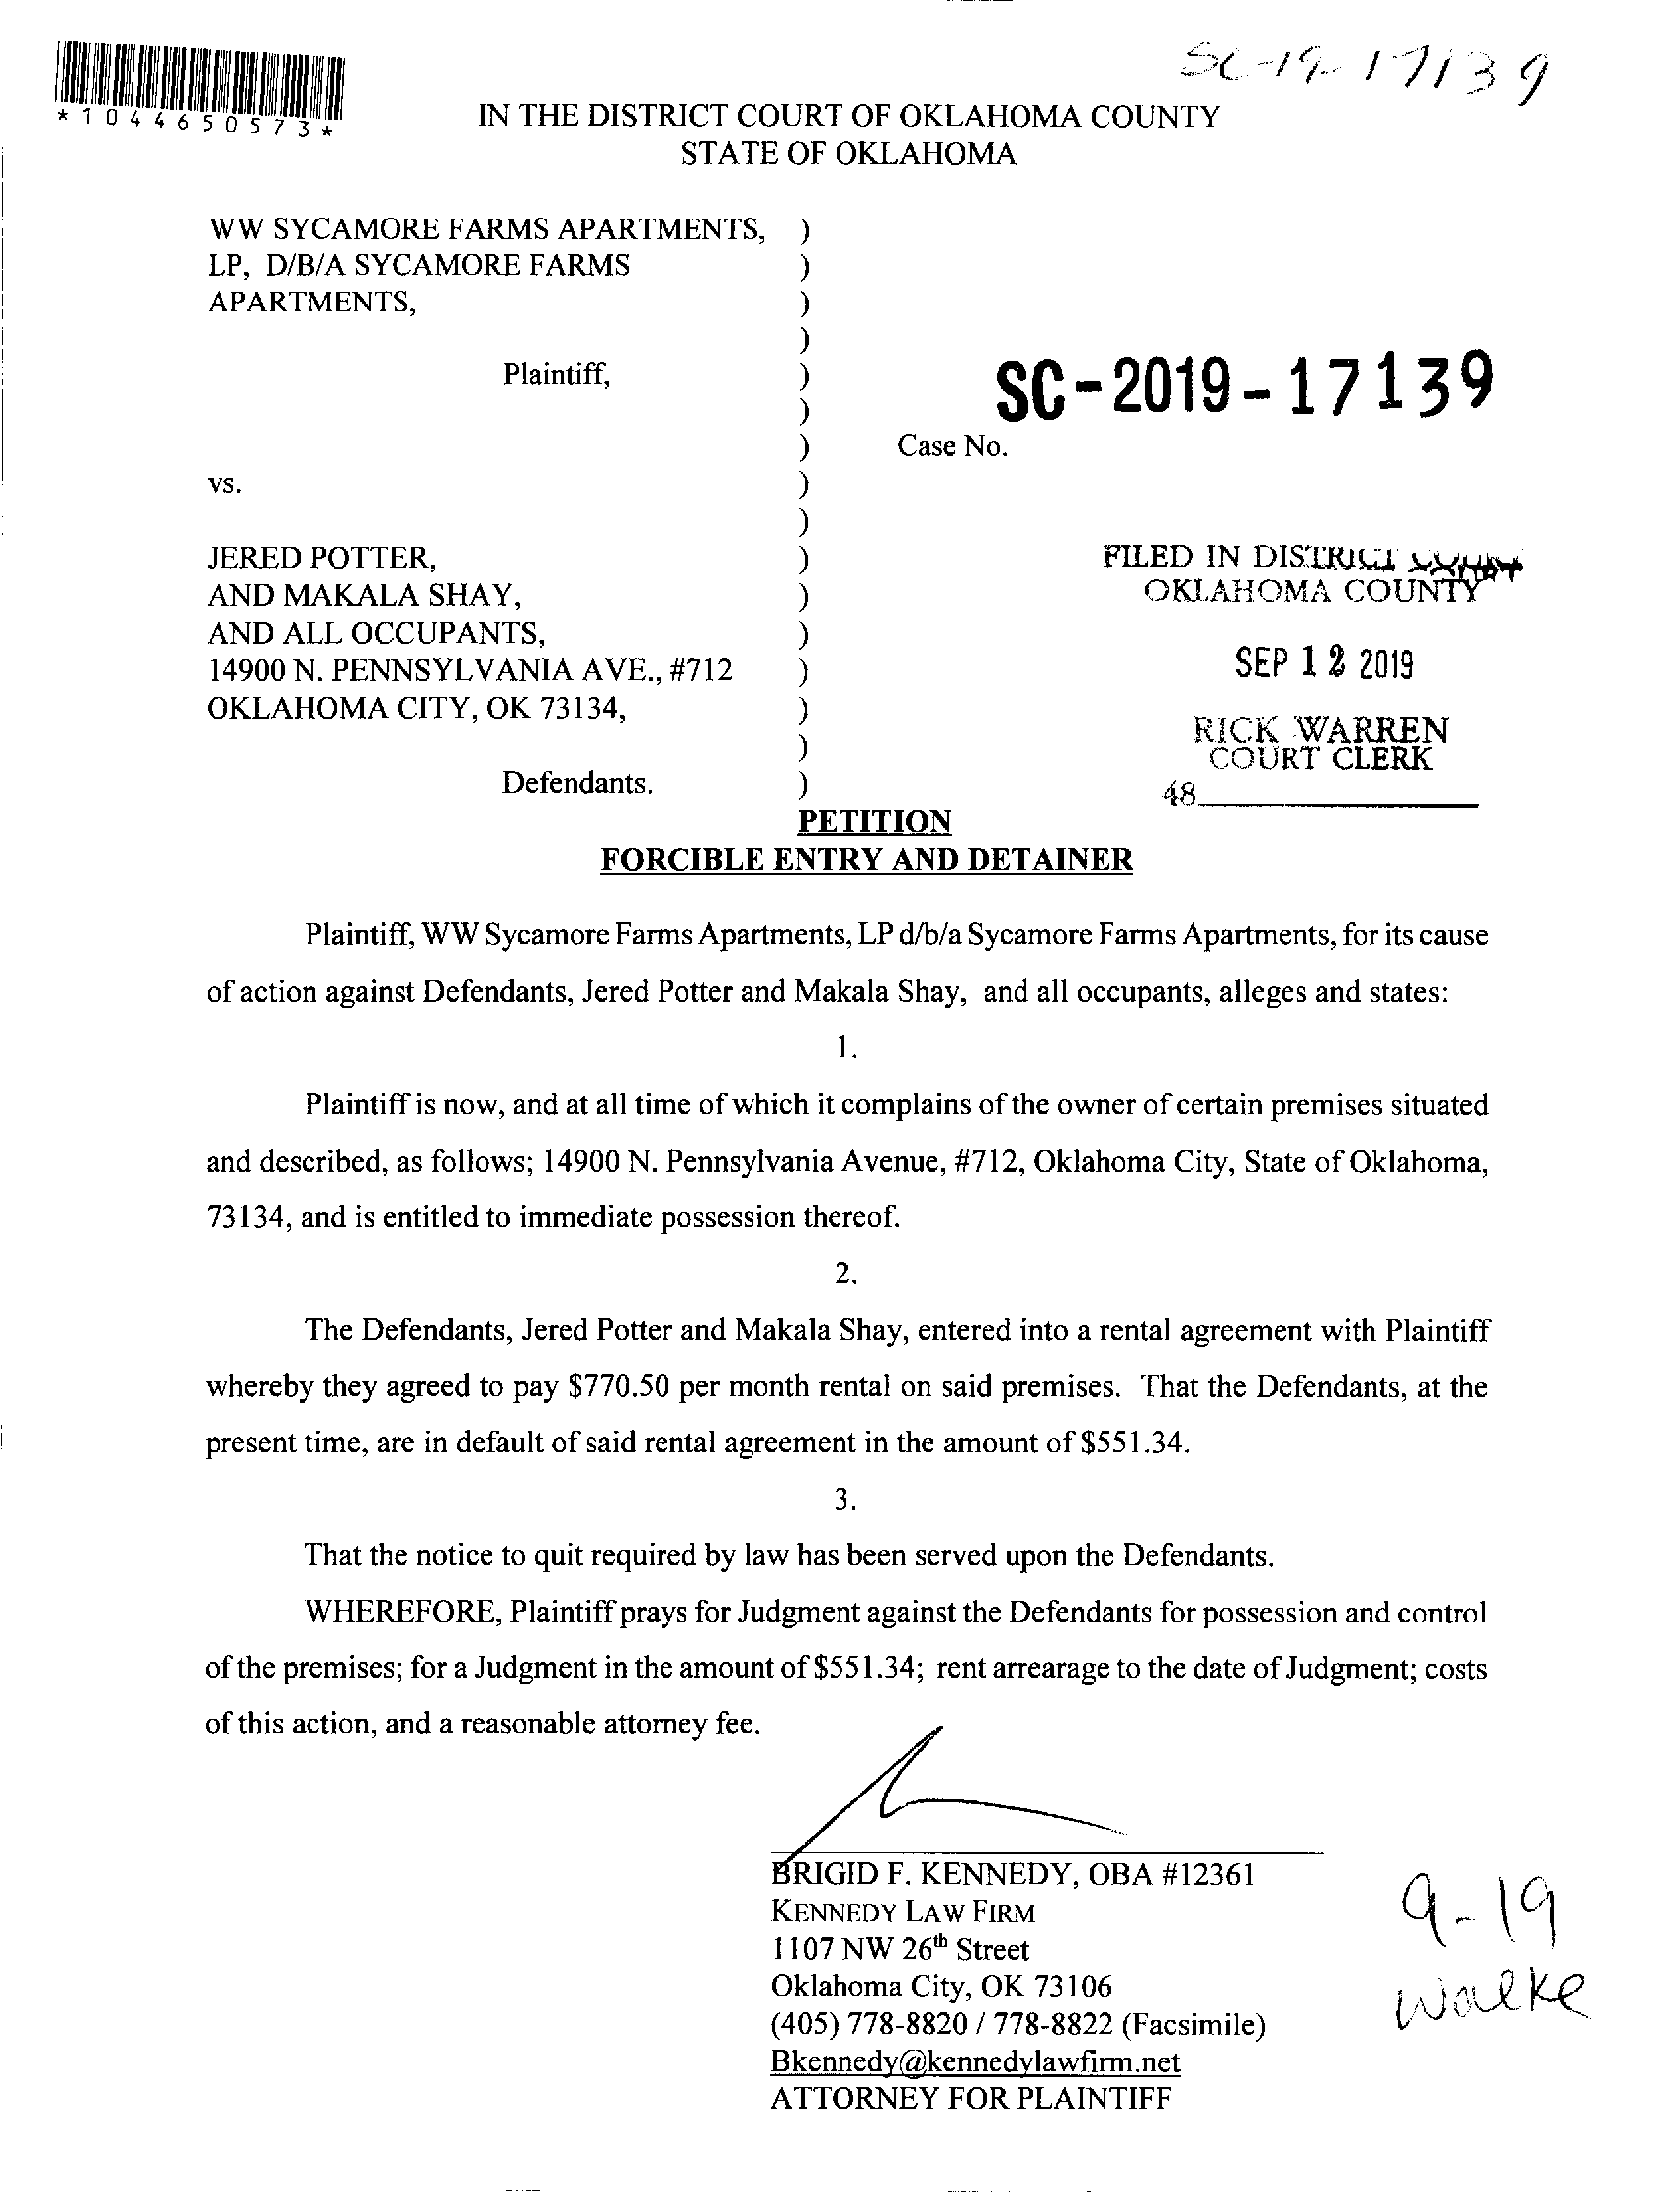 SC-19-17139
*1044650573*
IN THE DISTRICT COURT OF OKLAHOMA COUNTY
STATE OF OKLAHOMA
WW SYCAMORE FARMS APARTMENTS, )
LP, D/B/A SYCAMORE FARMS )
APARTMENTS, )
)
Plaintiff, )
SC-2019-17139
)
) Case No.
vs. )
)
JERED POTTER, )
FILED IN DISTRICT
AND MAKALA SHAY, )
OKLAHOMA COUNTY
AND ALL OCCUPANTS, )
14900 N. PENNSYLVANIA AVE., #712 )
SEP 12 2019
OKLAHOMA CITY, OK 73134, )
RICK WARREN
)
COURT CLERK
Defendants. )
48
PETITION
FORCIBLE ENTRY AND DETAINER
Plaintiff, WW Sycamore Farms Apartments, LP d/b/a Sycamore Farms Apartments, for its cause
of action against Defendants, Jered Potter and Makala Shay, and all occupants, alleges and states:
1.
Plaintiff is now, and at all time of which it complains of the owner of certain premises situated
and described, as follows; 14900 N. Pennsylvania Avenue, #712, Oklahoma City, State of Oklahoma,
73134, and is entitled to immediate possession thereof.
2.
The Defendants, Jered Potter and Makala Shay, entered into a rental agreement with Plaintiff
whereby they agreed to pay $770.50 per month rental on said premises. That the Defendants, at the
present time, are in default of said rental agreement in the amount of $551.34.
3.
That the notice to quit required by law has been served upon the Defendants.
WHEREFORE, Plaintiff prays for Judgment against the Defendants for possession and control
of the premises; for a Judgment in the amount of $551.34; rent arrearage to the date of Judgment; costs
of this action, and a reasonable attorney fee.
BRIGID F. KENNEDY, OBA #12361
KENNEDY LAW FIRM
1107 NW 26th Street
Oklahoma City, OK 73106
(405) 778-8820 / 778-8822 (Facsimile)
Bkennedy@kennedylawfirm.net
ATTORNEY FOR PLAINTIFF
9-19
Walke